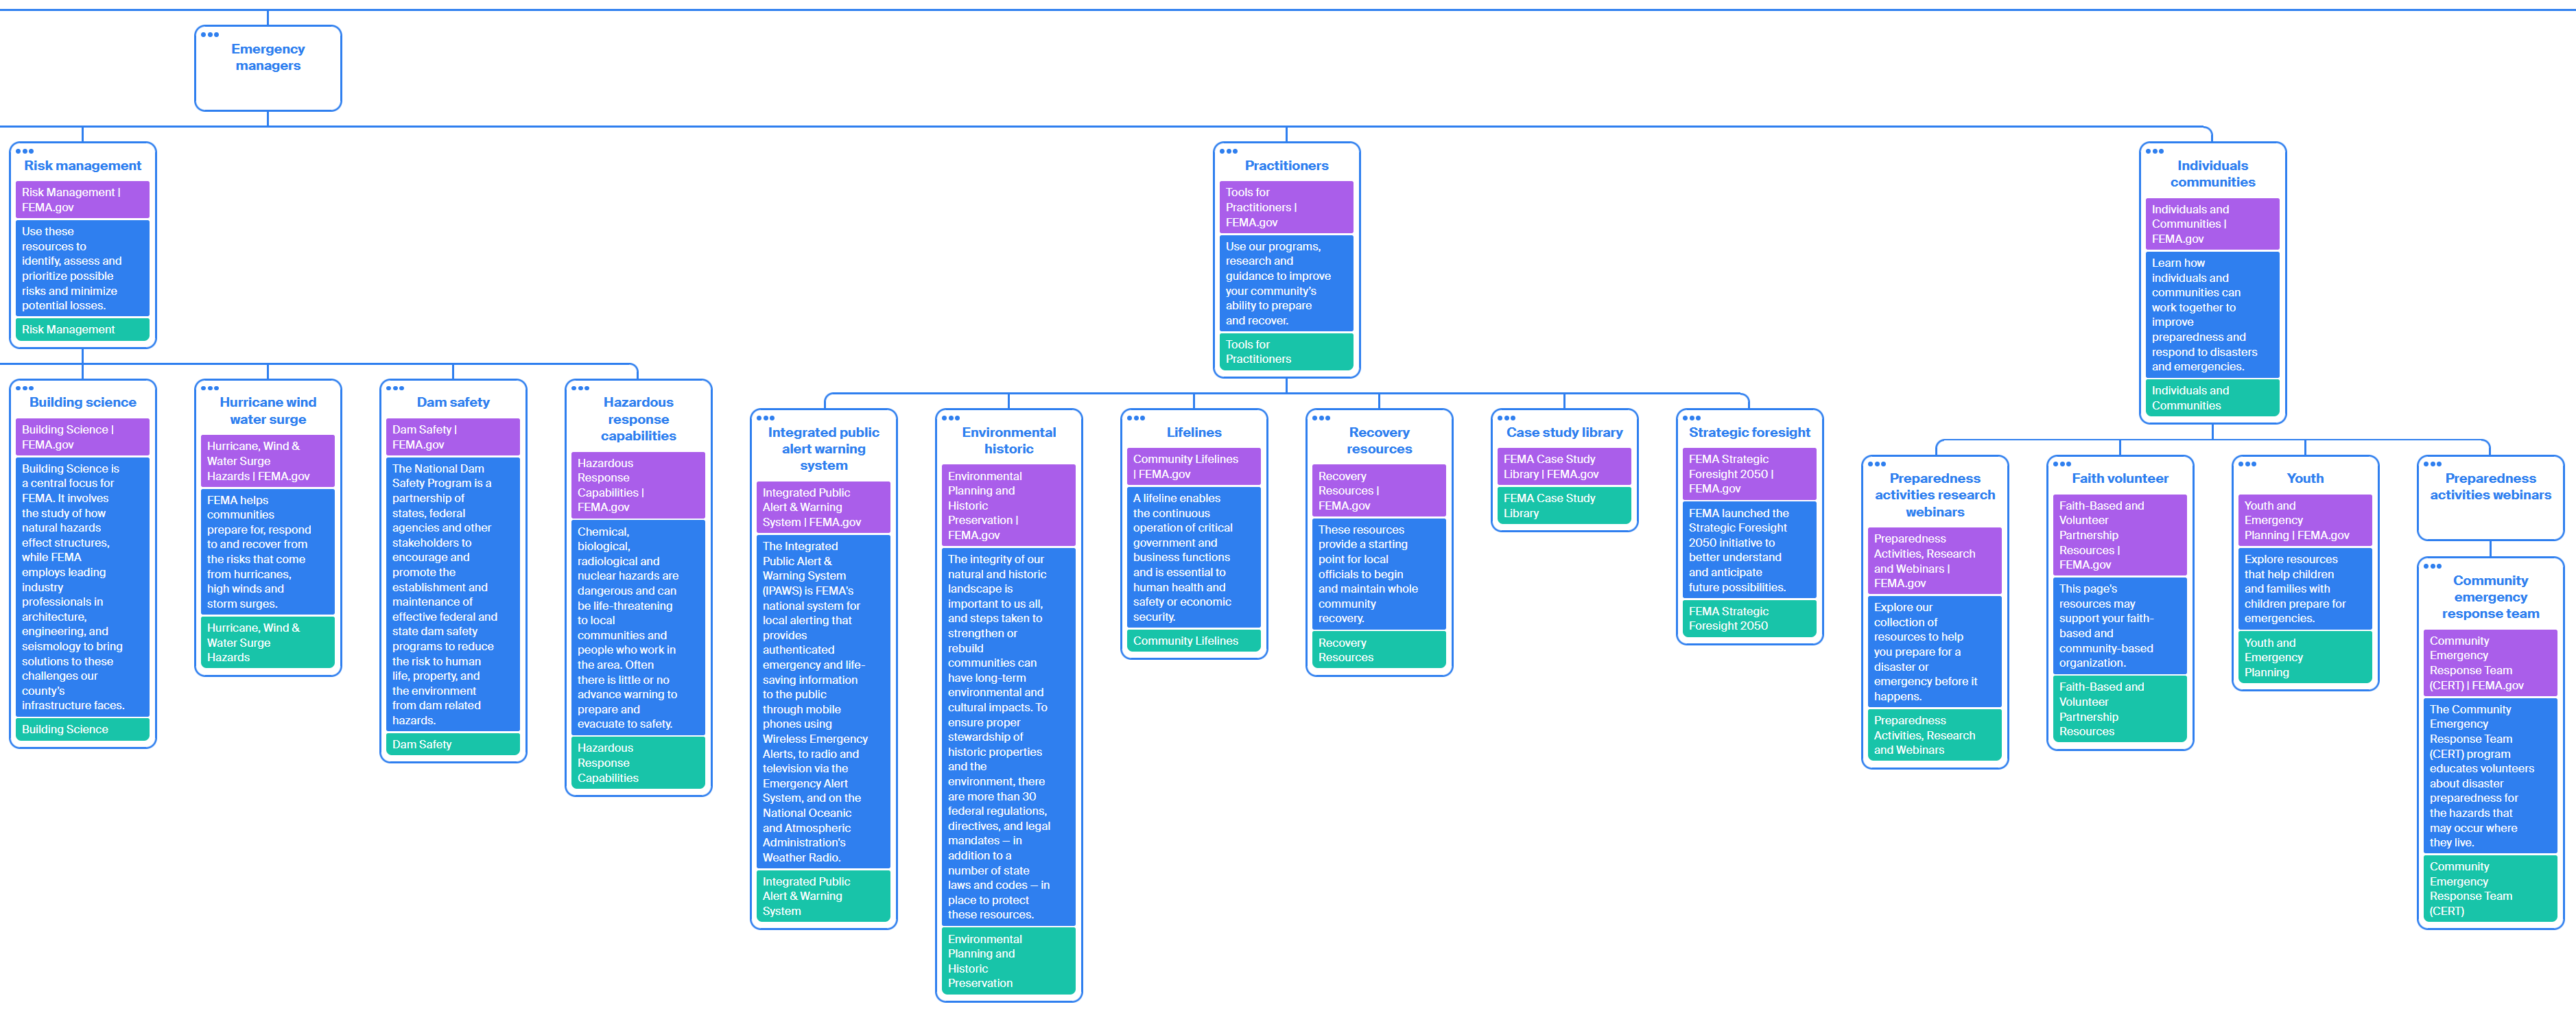 Emergency
managers
Risk management
Risk Management |
FEMA.gov
Use these
resources to
identify, assess and
prioritize possible
risks and minimize
potential losses.
Risk Management
Practitioners
Tools for
Practitioners |
FEMA.gov
Use our programs,
research and
guidance to improve
your community's
ability to prepare
and recover.
Tools for
Practitioners
Individuals
communities
Individuals and
Communities |
FEMA.gov
Learn how
individuals and
communities can
work together to
improve
preparedness and
respond to disasters
and emergencies.
Individuals and
Communities
Building science
Building Science |
FEMA.gov
Building Science is
a central focus for
FEMA. It involves
the study of how
natural hazards
effect structures,
while FEMA
employs leading
industry
professionals in
architecture,
engineering, and
seismology to bring
solutions to these
challenges our
county's
infrastructure faces.
Building Science
Hurricane wind
water surge
Hurricane, Wind &
Water Surge
Hazards | FEMA.gov
FEMA helps
communities
prepare for, respond
to and recover from
the risks that come
from hurricanes,
high winds and
storm surges.
Hurricane, Wind &
Water Surge
Hazards
Dam safety
Dam Safety |
FEMA.gov
The National Dam
Safety Program is a
partnership of
states, federal
agencies and other
stakeholders to
encourage and
promote the
establishment and
maintenance of
effective federal and
state dam safety
programs to reduce
the risk to human
life, property, and
the environment
from dam related
hazards.
Dam Safety
Hazardous
response
capabilities
Hazardous
Response
Capabilities |
FEMA.gov
Chemical,
biological,
radiological and
nuclear hazards are
dangerous and can
be life-threatening
to local
communities and
people who work in
the area. Often
there is little or no
advance warning to
prepare and
evacuate to safety.
Hazardous
Response
Capabilities
Integrated public
alert warning
system
Integrated Public
Alert & Warning
System | FEMA.gov
The Integrated
Public Alert &
Warning System
(IPAWS) is FEMA's
national system for
local alerting that
provides
authenticated
emergency and life-
saving information
to the public
through mobile
phones using
Wireless Emergency
Alerts, to radio and
television via the
Emergency Alert
System, and on the
National Oceanic
and Atmospheric
Administration's
Weather Radio.
Integrated Public
Alert & Warning
System
Environmental
historic
Environmental
Planning and
Historic
Preservation |
FEMA.gov
The integrity of our
natural and historic
landscape is
important to us all,
and steps taken to
strengthen or
rebuild
communities can
have long-term
environmental and
cultural impacts. To
ensure proper
stewardship of
historic properties
and the
environment, there
are more than 30
federal regulations,
directives, and legal
mandates — in
addition to a
number of state
laws and codes — in
place to protect
these resources.
Environmental
Planning and
Historic
Preservation
Lifelines
Community Lifelines
| FEMA.gov
A lifeline enables
the continuous
operation of critical
government and
business functions
and is essential to
human health and
safety or economic
security.
Community Lifelines
Recovery
resources
Recovery
Resources |
FEMA.gov
These resources
provide a starting
point for local
officials to begin
and maintain whole
community
recovery.
Recovery
Resources
Case study library
FEMA Case Study
Library | FEMA.gov
FEMA Case Study
Library
Strategic foresight
FEMA Strategic
Foresight 2050 |
FEMA.gov
FEMA launched the
Strategic Foresight
2050 initiative to
better understand
and anticipate
future possibilities.
FEMA Strategic
Foresight 2050
Preparedness
activities research
webinars
Preparedness
Activities, Research
and Webinars |
FEMA.gov
Explore our
collection of
resources to help
you prepare for a
disaster or
emergency before it
happens.
Preparedness
Activities, Research
and Webinars
Faith volunteer
Faith-Based and
Volunteer
Partnership
Resources |
FEMA.gov
This page's
resources may
support your faith-
based and
community-based
organization.
Faith-Based and
Volunteer
Partnership
Resources
Youth
Youth and
Emergency
Planning | FEMA.gov
Explore resources
that help children
and families with
children prepare for
emergencies.
Youth and
Emergency
Planning
Preparedness
activities webinars
Community
emergency
response team
Community
Emergency
Response Team
(CERT) | FEMA.gov
The Community
Emergency
Response Team
(CERT) program
educates volunteers
about disaster
preparedness for
the hazards that
may occur where
they live.
Community
Emergency
Response Team
(CERT)